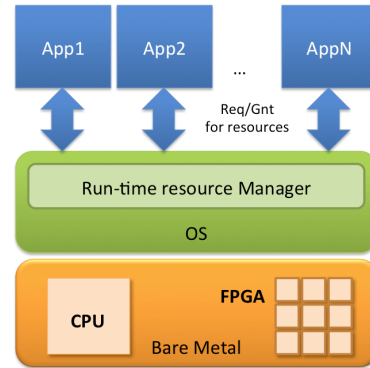 App1
App2
...
AppN
Req/Gnt
for resources
Run-time resource Manager
OS
FPGA
CPU
Bare Metal